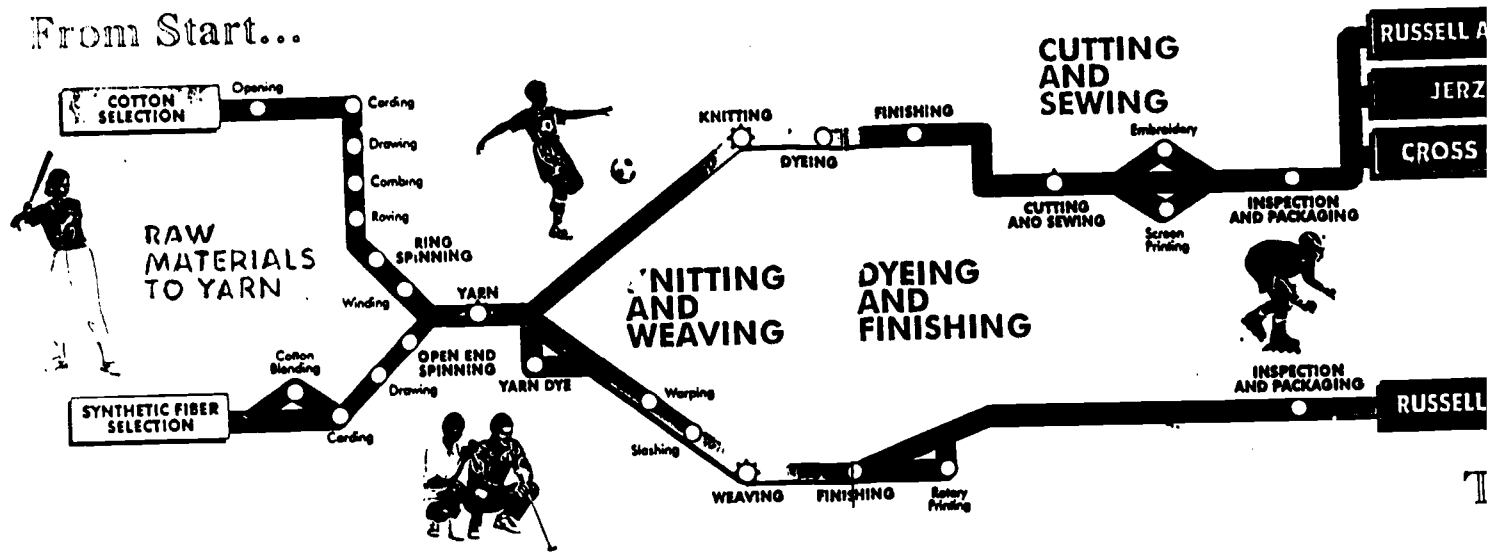 From Start...
COTTON
SELECTION
Opening
Carding
Drawing
Combing
Roving
RING
SPINNING
Winding
RAW
MATERIALS
TO YARN
YARN
OPEN END
SPINNING
Drawing
Carding
Cotton
Blending
SYNTHETIC FIBER
SELECTION
YARN DYE
KNITTING
DYEING
FINISHING
NITTING
AND
WEAVING
DYEING
AND
FINISHING
Warping
Slashing
WEAVING
FINISHING
Rotary
Printing
CUTTING
AND
SEWING
Embroidery
CUTTING
AND SEWING
Screen
Printing
INSPECTION
AND PACKAGING
RUSSELL A
JERZ
CROSS
INSPECTION
AND PACKAGING
RUSSELL
T